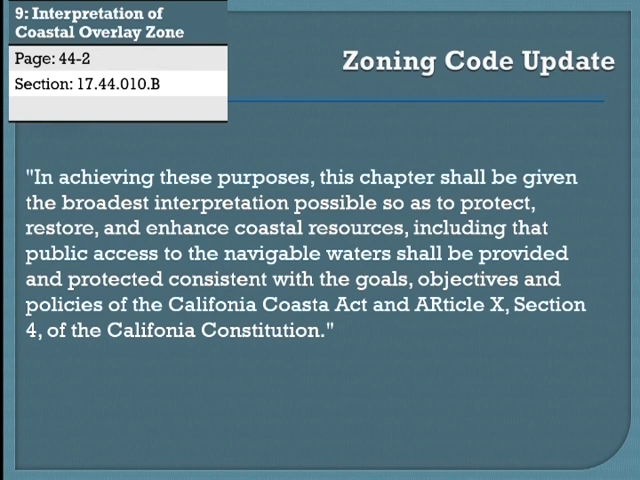 9: Interpretation of
Coastal Overlay Zone
Page: 44-2
Section: 17.44.010.B
Zoning Code Update
"In achieving these purposes, this chapter shall be given
the broadest interpretation possible so as to protect,
restore, and enhance coastal resources, including that
public access to the navigable waters shall be provided
and protected consistent with the goals, objectives and
policies of the Califonia Coasta Act and ARticle X, Section
4, of the Califonia Constitution."